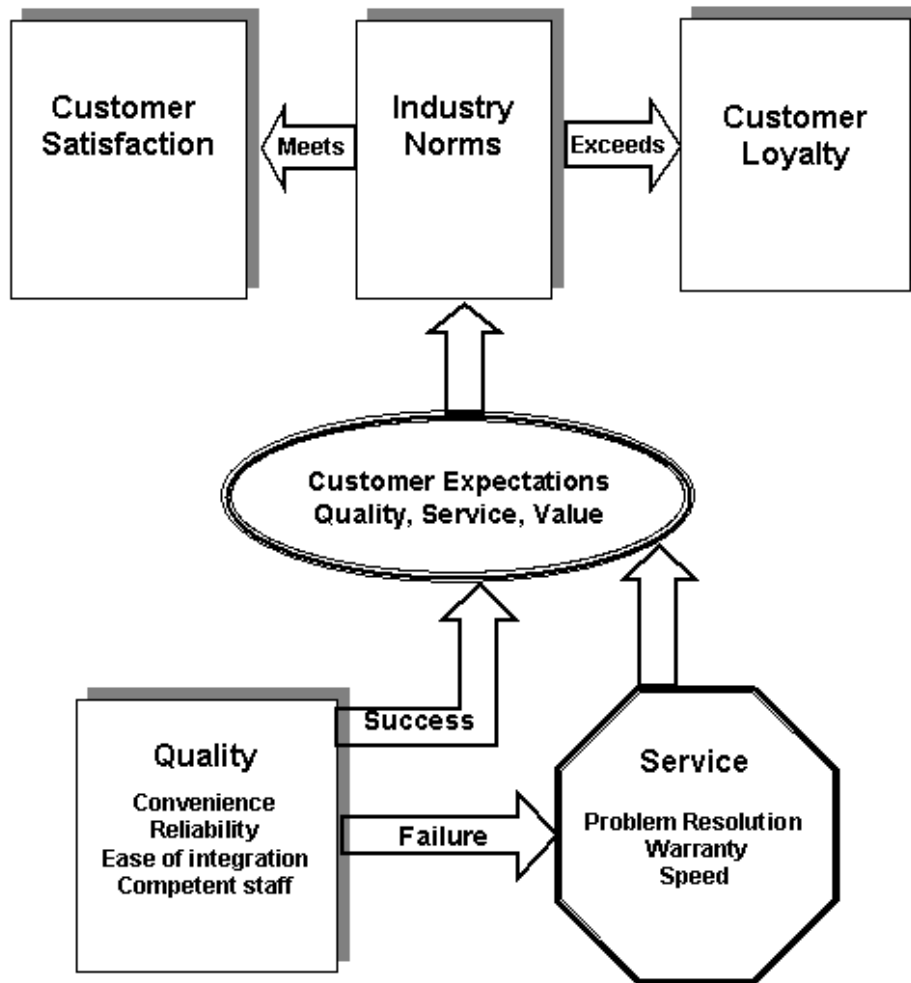 Customer
Satisfaction
Meets
Industry
Norms
Exceeds
Customer
Loyalty
Customer Expectations
Quality, Service, Value
Success
Quality
Convenience
Reliability
Ease of integration
Competent staff
Failure
Service
Problem Resolution
Warranty
Speed